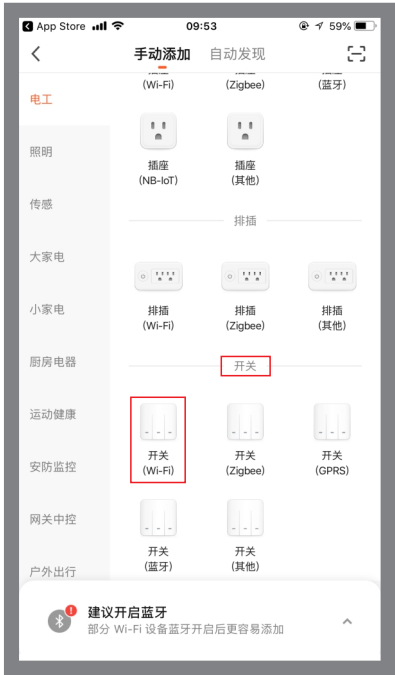 App Store
09:53
59%
手动添加 自动发现
(Wi-Fi) (Zigbee) (蓝牙)
电工
照明
传感
大家电
小家电
厨房电器
运动健康
安防监控
网关中控
户外出行
插座 插座
(NB-IoT) (其他)
排插
排插 排插 排插
(Wi-Fi) (Zigbee) (其他)
开关
开关 开关 开关
(Wi-Fi) (Zigbee) (GPRS)
开关 开关
(蓝牙) (其他)
建议开启蓝牙
部分 Wi-Fi 设备蓝牙开启后更容易添加